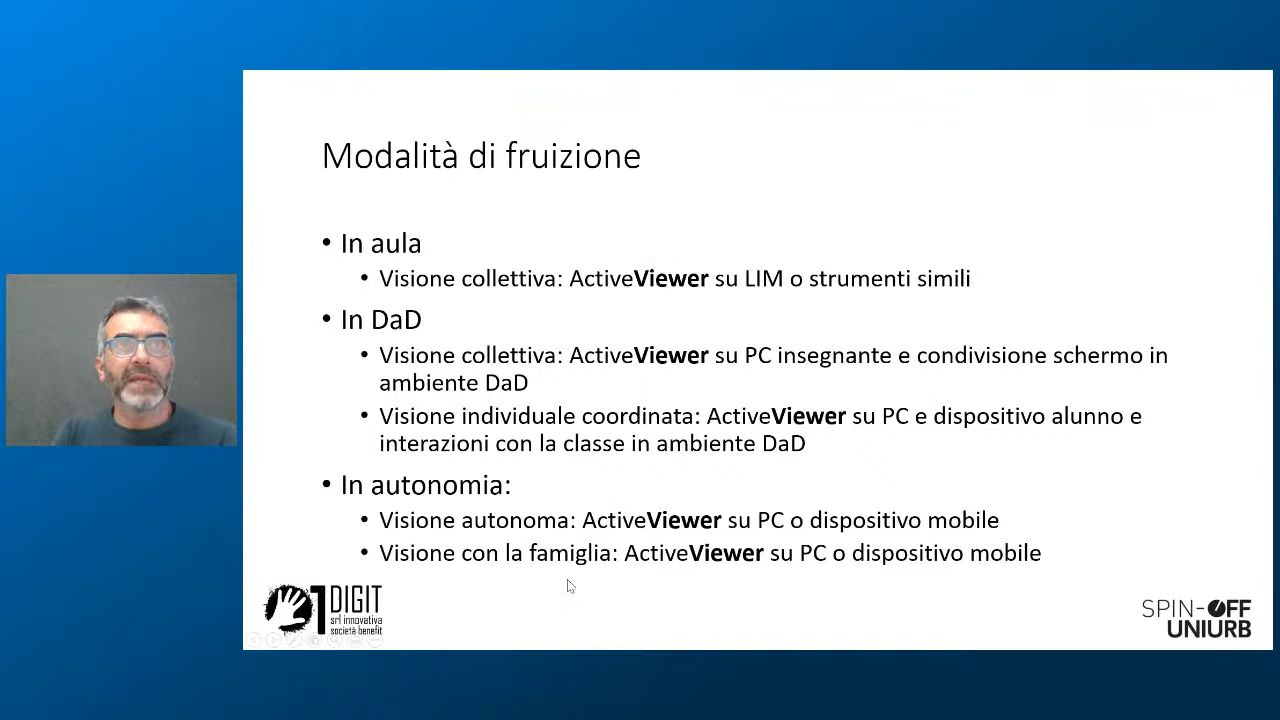 Modalità di fruizione
• In aula
• Visione collettiva: ActiveViewer su LIM o strumenti simili
• In DaD
• Visione collettiva: ActiveViewer su PC insegnante e condivisione schermo in
ambiente DaD
• Visione individuale coordinata: ActiveViewer su PC e dispositivo alunno e
interazioni con la classe in ambiente DaD
• In autonomia:
• Visione autonoma: ActiveViewer su PC o dispositivo mobile
• Visione con la famiglia: ActiveViewer su PC o dispositivo mobile
1 DIGIT
srl innovativa
società benefit
SPIN-OFF
UNIURB